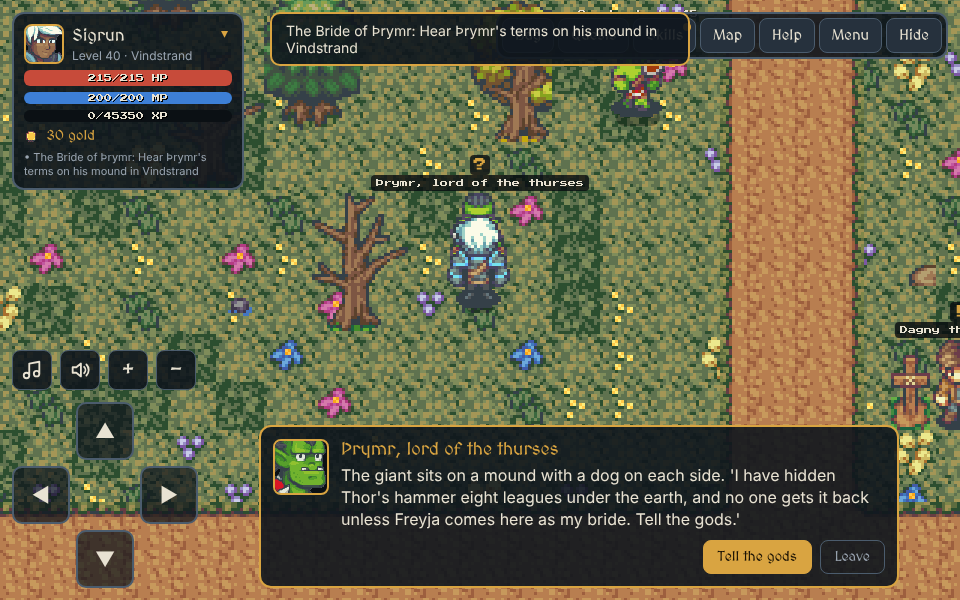 Sigrun
Level 40 · Vindstrand
215/215 HP
200/200 MP
0/45350 XP
30 gold
• The Bride of Þrymr: Hear Þrymr's
terms on his mound in Vindstrand
The Bride of Þrymr: Hear Þrymr's terms on his mound in
Vindstrand
Map
Help
Menu
Hide
?
Þrymr, lord of the thurses
Dagny th
+
−
Þrymr, lord of the thurses
The giant sits on a mound with a dog on each side. 'I have hidden
Thor's hammer eight leagues under the earth, and no one gets it back
unless Freyja comes here as my bride. Tell the gods.'
Tell the gods
Leave